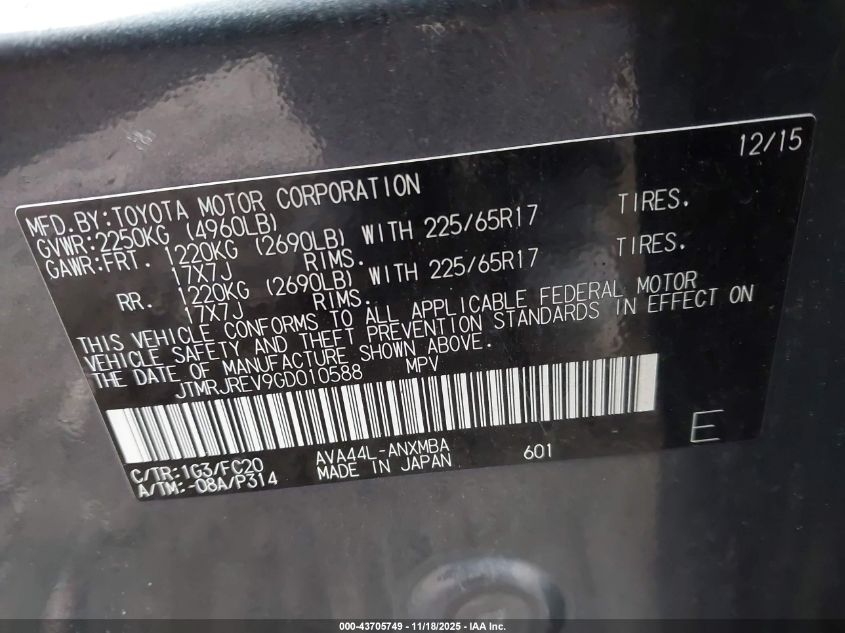 12/15
MFD.BY:TOYOTA MOTOR CORPORATION
GVWR:2250KG (4960LB)
GAWR:FRT. 1220KG (2690LB) WITH 225/65R17 TIRES.
17X7J RIMS.
RR. 1220KG (2690LB) WITH 225/65R17 TIRES.
17X7J RIMS.
THIS VEHICLE CONFORMS TO ALL APPLICABLE FEDERAL MOTOR
VEHICLE SAFETY AND THEFT PREVENTION STANDARDS IN EFFECT ON
THE DATE OF MANUFACTURE SHOWN ABOVE.
JTMRJREV9GD010588 MPV
E
C/TR:1G3/FC20 AVA44L-ANXMBA 601
A/TM:-08A/P314 MADE IN JAPAN
000-43705749 - 11/18/2025 - IAA Inc.